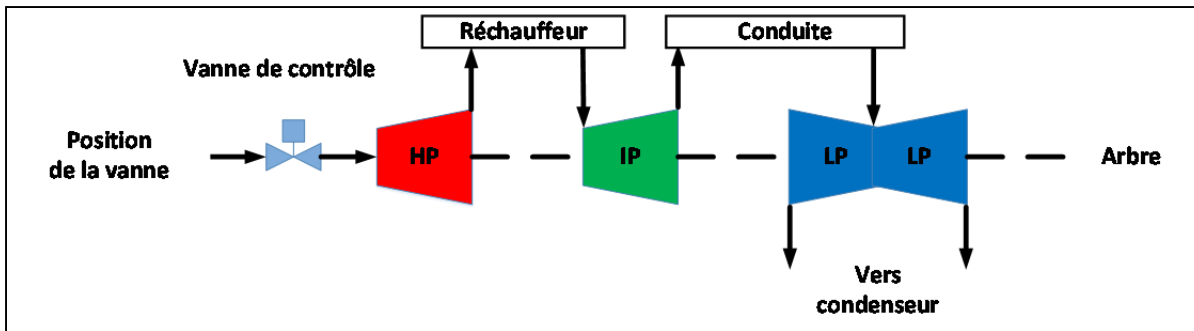 Réchauffeur
Conduite
Vanne de contrôle
Position
de la vanne
HP
IP
LP
LP
Arbre
Vers
condenseur